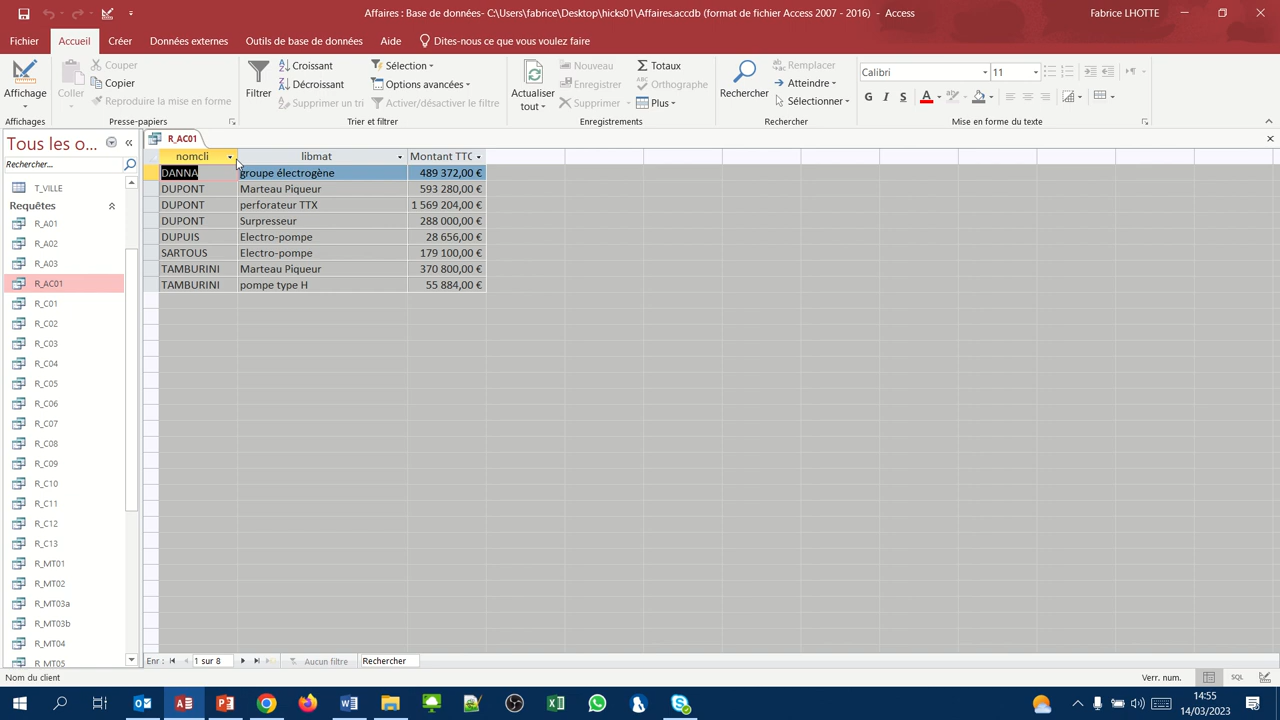 Affaires : Base de données- C:\Users\fabrice\Desktop\hicks01\Affaires.accdb (format de fichier Access 2007 - 2016) - Access
Fabrice LHOTTE
Fichier Accueil Créer Données externes Outils de base de données Aide Dites-nous ce que vous voulez faire
Affichage
Affichages
Coller
Couper
Copier
Reproduire la mise en forme
Presse-papiers
Filtrer
Croissant
Décroissant
Supprimer un tri
Sélection
Options avancées
Activer/désactiver le filtre
Trier et filtrer
Actualiser
tout
Nouveau
Enregistrer
Supprimer
Totaux
Orthographe
Plus
Enregistrements
Rechercher
Remplacer
Atteindre
Sélectionner
Rechercher
Calibri 11
G I S A
Mise en forme du texte
Tous les o...
Rechercher...
T_VILLE
Requêtes
R_A01
R_A02
R_A03
R_AC01
R_C01
R_C02
R_C03
R_C04
R_C05
R_C06
R_C07
R_C08
R_C09
R_C10
R_C11
R_C12
R_C13
R_MT01
R_MT02
R_MT03a
R_MT03b
R_MT04
R_MT05
R_AC01
nomcli libmat Montant TTC
DANNA groupe électrogène 489 372,00 €
DUPONT Marteau Piqueur 593 280,00 €
DUPONT perforateur TTX 1 569 204,00 €
DUPONT Surpresseur 288 000,00 €
DUPUIS Electro-pompe 28 656,00 €
SARTOUS Electro-pompe 179 100,00 €
TAMBURINI Marteau Piqueur 370 800,00 €
TAMBURINI pompe type H 55 884,00 €
Enr : 1 sur 8 Aucun filtre Rechercher
Nom du client
Verr. num.
SQL
14:55
14/03/2023